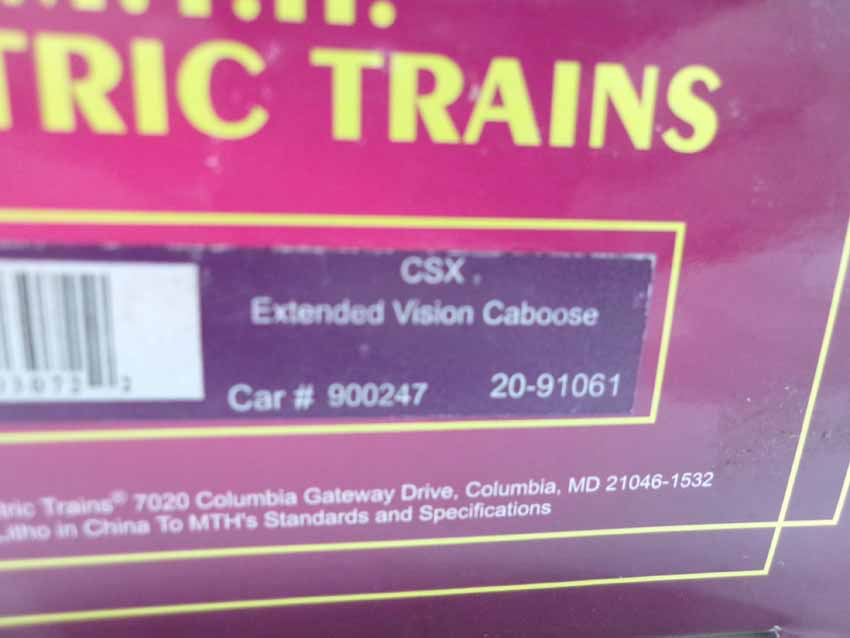 M.T.H.
TRIC TRAINS
CSX
Extended Vision Caboose
Car # 900247 20-91061
tric Trains® 7020 Columbia Gateway Drive, Columbia, MD 21046-1532
Litho in China To MTH's Standards and Specifications